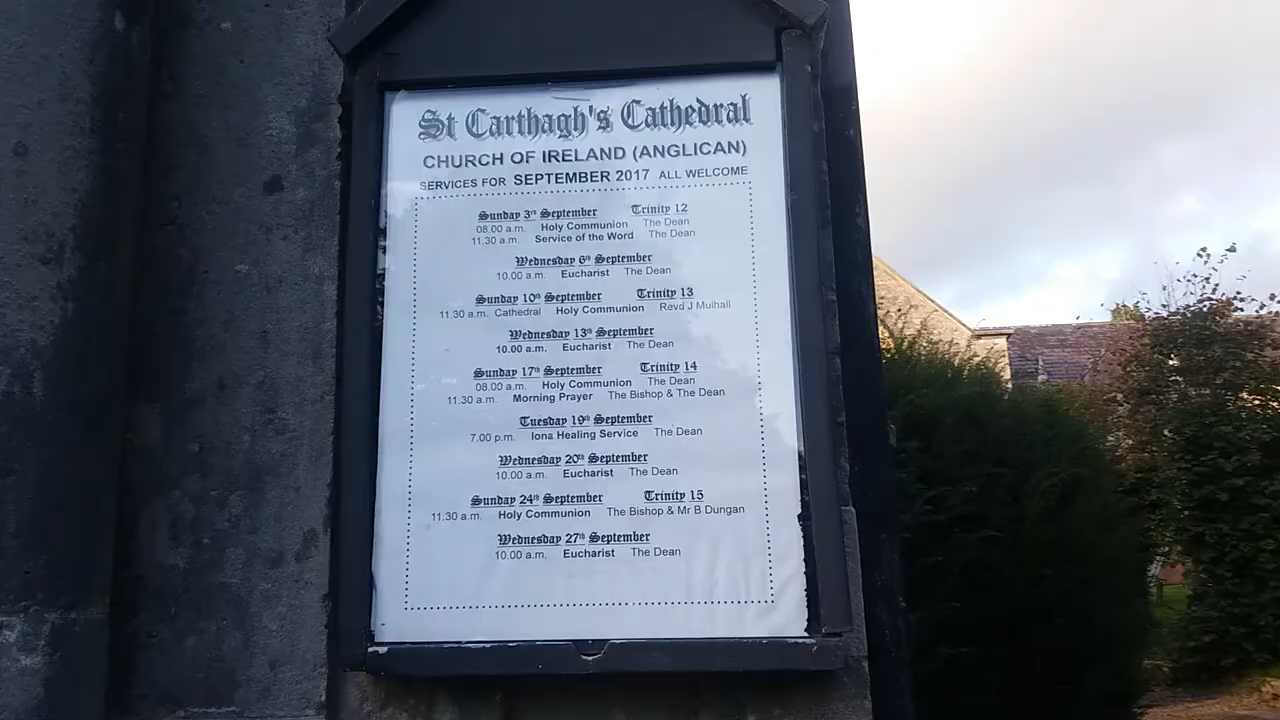 St Carthagh's Cathedral
CHURCH OF IRELAND (ANGLICAN)
SERVICES FOR SEPTEMBER 2017 ALL WELCOME
Sunday 3rd September Trinity 12
08.00 a.m. Holy Communion The Dean
11.30 a.m. Service of the Word The Dean
Wednesday 6th September
10.00 a.m. Eucharist The Dean
Sunday 10th September Trinity 13
11.30 a.m. Cathedral Holy Communion Revd J Mulhall
Wednesday 13th September
10.00 a.m. Eucharist The Dean
Sunday 17th September Trinity 14
08.00 a.m. Holy Communion The Dean
11.30 a.m. Morning Prayer The Bishop & The Dean
Tuesday 19th September
7.00 p.m. Iona Healing Service The Dean
Wednesday 20th September
10.00 a.m. Eucharist The Dean
Sunday 24th September Trinity 15
11.30 a.m. Holy Communion The Bishop & Mr B Dungan
Wednesday 27th September
10.00 a.m. Eucharist The Dean